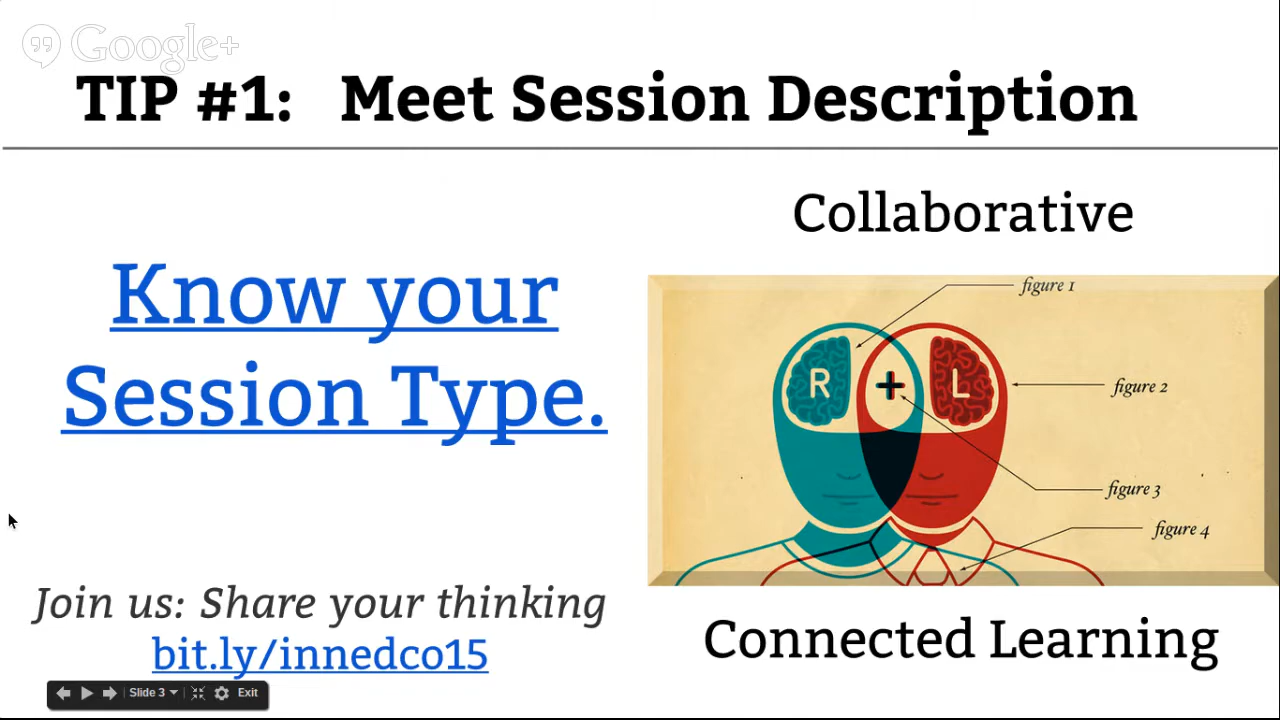 Google+
TIP #1: Meet Session Description
Collaborative
Know your
Session Type.
figure 1
R + L
figure 2
figure 3
figure 4
Join us: Share your thinking
bit.ly/innedco15
Connected Learning
Slide 3 Exit